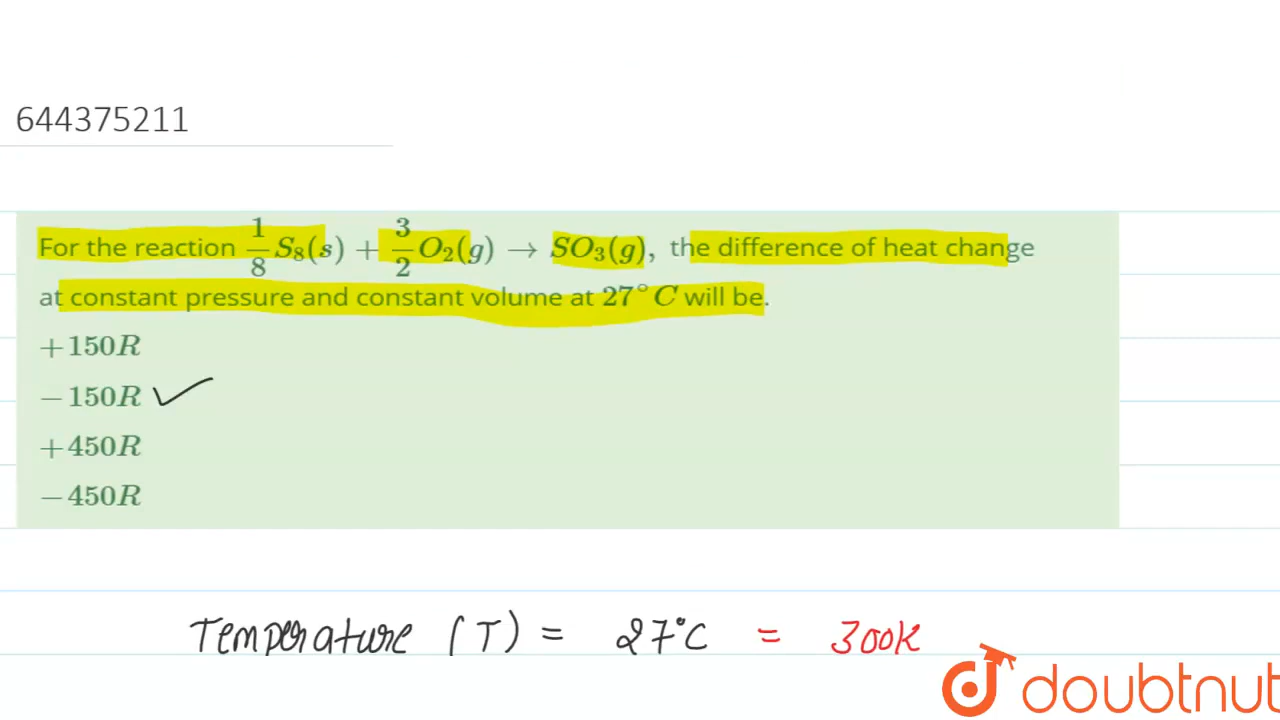 644375211
For the reaction 1/8 S₈(s) + 3/2 O₂(g) → SO₃(g), the difference of heat change
at constant pressure and constant volume at 27°C will be.
+150R
−150R ✓
+450R
−450R
Temperature (T) = 27°C = 300K
doubtnut